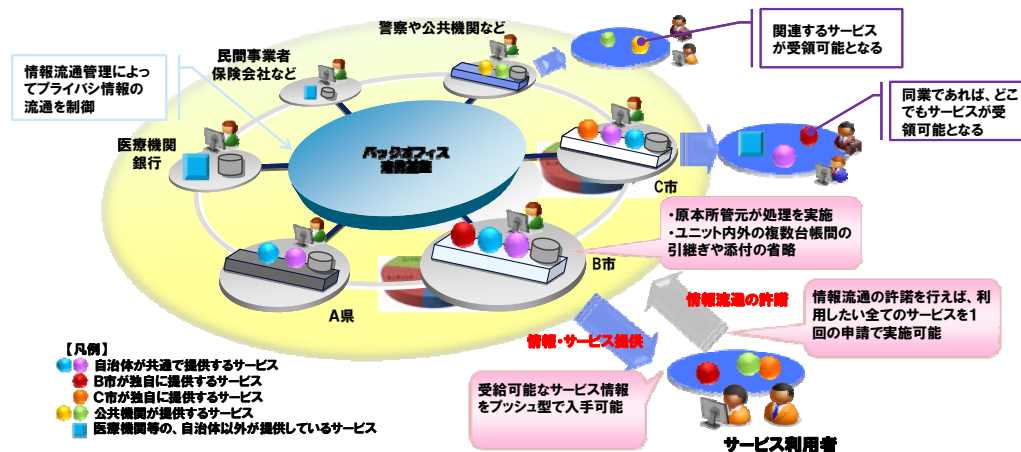 警察や公共機関など
関連するサービス
が受領可能となる
民間事業者
保険会社など
情報流通管理によっ
てプライバシ情報の
流通を制御
同業であれば、どこ
でもサービスが受
領可能となる
医療機関
銀行
バックオフィス
C市
・原本所管元が処理を実施
・ユニット内外の複数台帳間の
引継ぎや添付の省略
B市
A県
情報流通の許諾
情報流通の許諾を行えば、利
用したい全てのサービスを1
回の申請で実施可能
情報・サービス提供
【凡例】
自治体が共通で提供するサービス
B市が独自に提供するサービス
C市が独自に提供するサービス
公共機関が提供するサービス
医療機関等の、自治体以外が提供しているサービス
受給可能なサービス情報
をプッシュ型で入手可能
サービス利用者